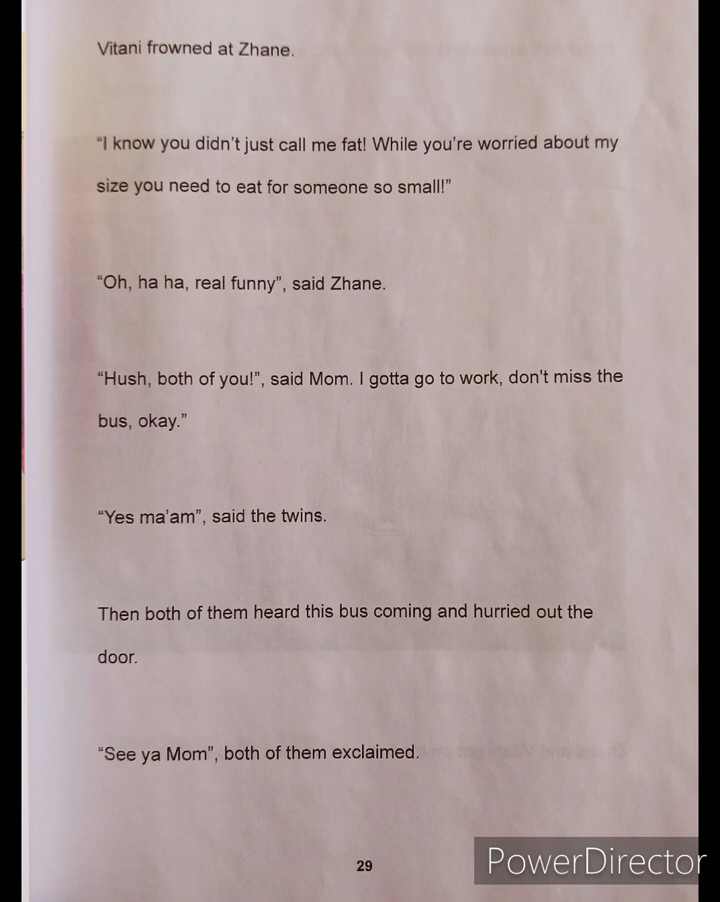 Vitani frowned at Zhane.
“I know you didn’t just call me fat! While you’re worried about my
size you need to eat for someone so small!”
“Oh, ha ha, real funny”, said Zhane.
“Hush, both of you!”, said Mom. I gotta go to work, don't miss the
bus, okay.”
“Yes ma’am”, said the twins.
Then both of them heard this bus coming and hurried out the
door.
“See ya Mom”, both of them exclaimed.
29
PowerDirector